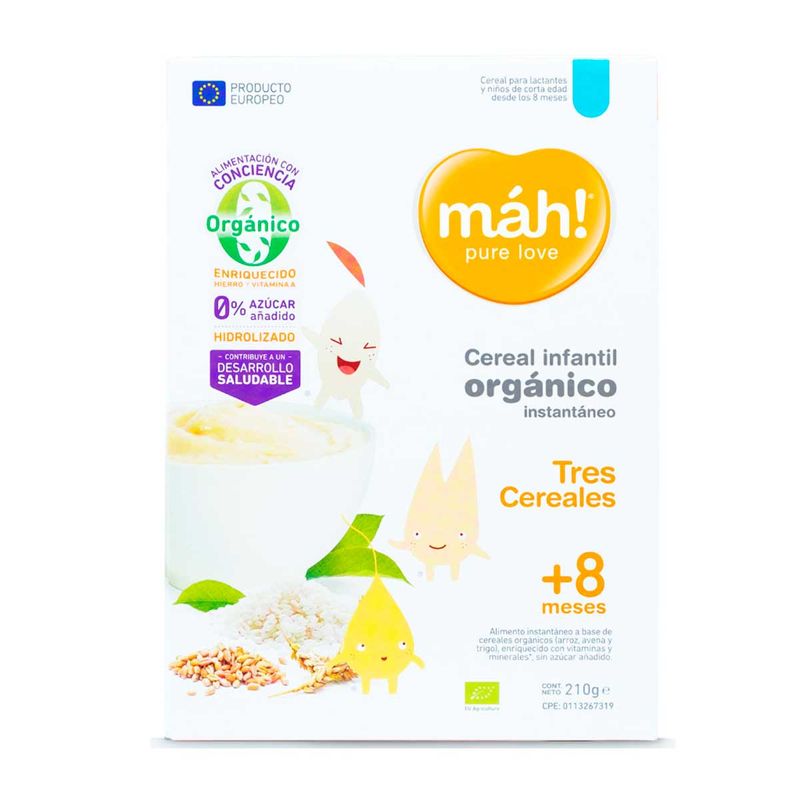 PRODUCTO
EUROPEO
Cereal para lactantes
y niños de corta edad
desde los 8 meses
ALIMENTACIÓN CON
CONCIENCIA
Orgánico
ENRIQUECIDO
HIERRO Y VITAMINA A
0% AZÚCAR
añadido
HIDROLIZADO
- CONTRIBUYE A UN -
DESARROLLO
SALUDABLE
máh!®
pure love
Cereal infantil
orgánico
instantáneo
Tres
Cereales
+8
meses
Alimento instantáneo a base de
cereales orgánicos (arroz, avena y
trigo), enriquecido con vitaminas y
minerales*, sin azúcar añadido.
EU Agriculture
CONT.
NETO 210g e
CPE: 0113267319